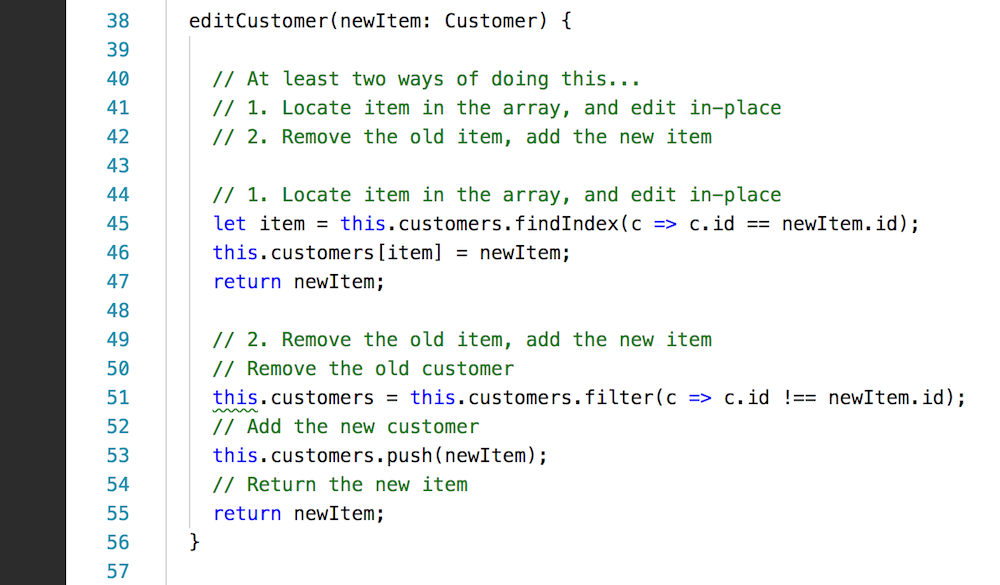 38 editCustomer(newItem: Customer) {
39
40 // At least two ways of doing this...
41 // 1. Locate item in the array, and edit in-place
42 // 2. Remove the old item, add the new item
43
44 // 1. Locate item in the array, and edit in-place
45 let item = this.customers.findIndex(c => c.id == newItem.id);
46 this.customers[item] = newItem;
47 return newItem;
48
49 // 2. Remove the old item, add the new item
50 // Remove the old customer
51 this.customers = this.customers.filter(c => c.id !== newItem.id);
52 // Add the new customer
53 this.customers.push(newItem);
54 // Return the new item
55 return newItem;
56 }
57